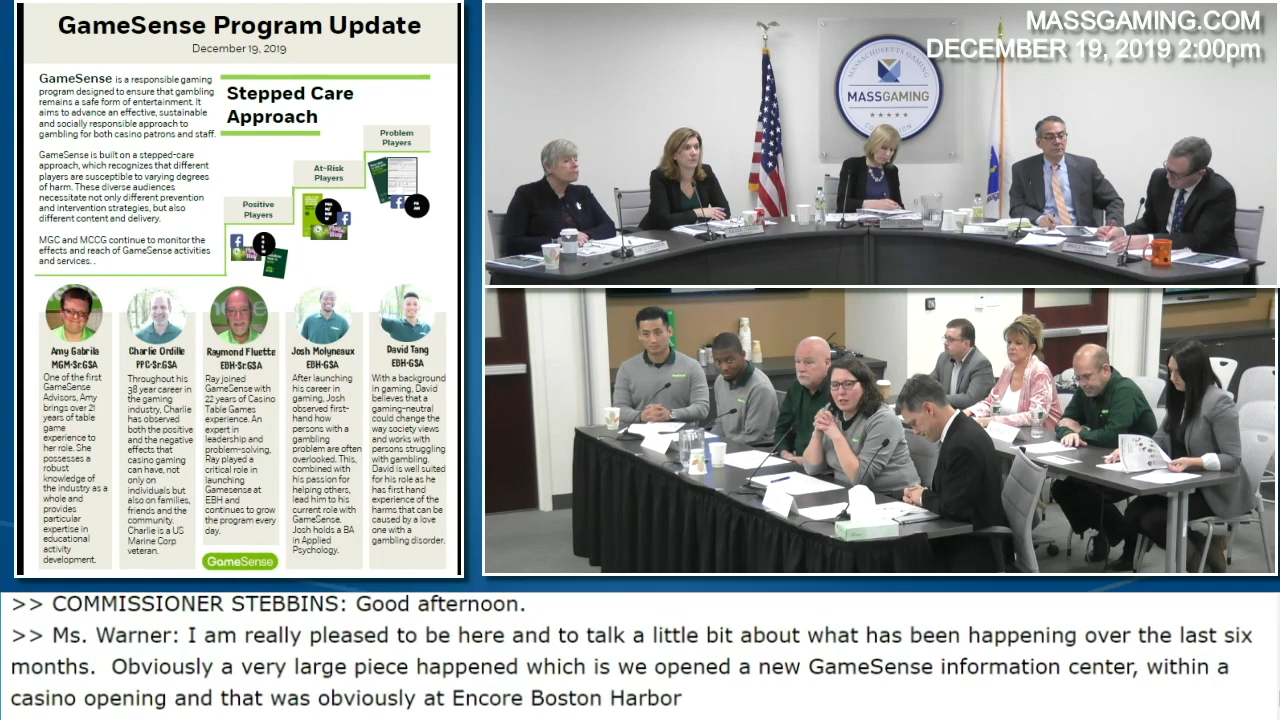 GameSense Program Update
December 19, 2019
GameSense is a responsible gaming
program designed to ensure that gambling
remains a safe form of entertainment. It
aims to advance an effective, sustainable
and socially responsible approach to
gambling for both casino patrons and staff.
GameSense is built on a stepped-care
approach, which recognizes that different
players are susceptible to varying degrees
of harm. These diverse audiences
necessitate not only different prevention
and intervention strategies, but also
different content and delivery.
MGC and MCCG continue to monitor the
effects and reach of GameSense activities
and services. .
Stepped Care
Approach
Positive
Players
At-Risk
Players
Problem
Players
Amy Gabrila
MGM-Sr.GSA
One of the first
GameSense
Advisors, Amy
brings over 21
years of table
game
experience to
her role. She
possesses a
robust
knowledge of
the industry as a
whole and
provides
particular
expertise in
educational
activity
development.
Charlie Ordille
PPC-Sr.GSA
Throughout his
38 year career in
the gaming
industry, Charlie
has observed
both the positive
and the negative
effects that
casino gaming
can have, not
only on
individuals but
also on families,
friends and the
community.
Charlie is a US
Marine Corp
veteran.
Raymond Fluette
EBH-Sr.GSA
Ray joined
GameSense with
22 years of Casino
Table Games
experience. An
expert in
leadership and
problem-solving,
Ray played a
critical role in
launching
Gamesense at
EBH and
continues to grow
the program every
day.
GameSense
Josh Molyneaux
EBH-GSA
After launching
his career in
gaming, Josh
observed first-
hand how
persons with a
gambling
problem are often
overlooked. This,
combined with
his passion for
helping others,
lead him to his
current role with
GameSense.
Josh holds a BA
in Applied
Psychology.
David Tang
EBH-GSA
With a background
in gaming, David
believes that a
gaming-neutral
could change the
way society views
and works with
persons struggling
with gambling.
David is well suited
for his role as he
has first hand
experience of the
harms that can be
caused by a love
one with a
gambling disorder.
MASSGAMING.COM
DECEMBER 19, 2019 2:00pm
MASSACHUSETTS GAMING
MASSGAMING
COMMISSION
>> COMMISSIONER STEBBINS: Good afternoon.
>> Ms. Warner: I am really pleased to be here and to talk a little bit about what has been happening over the last six
months.  Obviously a very large piece happened which is we opened a new GameSense information center, within a
casino opening and that was obviously at Encore Boston Harbor